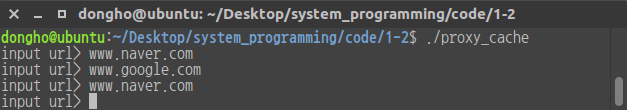 dongho@ubuntu: ~/Desktop/system_programming/code/1-2
dongho@ubuntu:~/Desktop/system_programming/code/1-2$ ./proxy_cache
input url> www.naver.com
input url> www.google.com
input url> www.naver.com
input url>